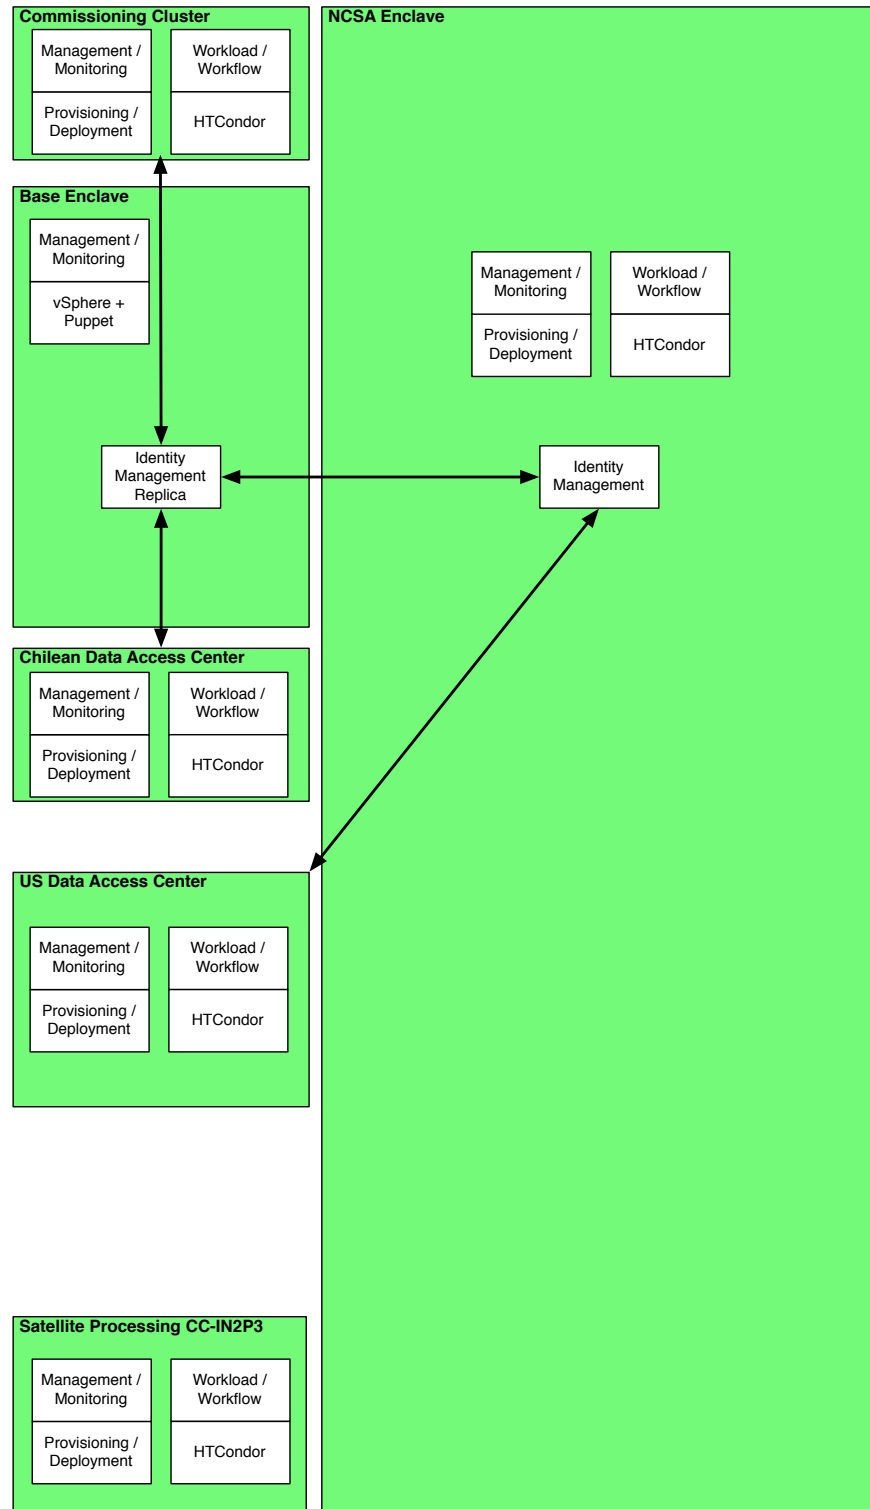 Commissioning Cluster
Management /
Monitoring
Provisioning /
Deployment
Workload /
Workflow
HTCondor
Base Enclave
Management /
Monitoring
vSphere +
Puppet
Identity
Management
Replica
Chilean Data Access Center
Management /
Monitoring
Provisioning /
Deployment
Workload /
Workflow
HTCondor
US Data Access Center
Management /
Monitoring
Provisioning /
Deployment
Workload /
Workflow
HTCondor
Satellite Processing CC-IN2P3
Management /
Monitoring
Provisioning /
Deployment
Workload /
Workflow
HTCondor
NCSA Enclave
Management /
Monitoring
Provisioning /
Deployment
Workload /
Workflow
HTCondor
Identity
Management